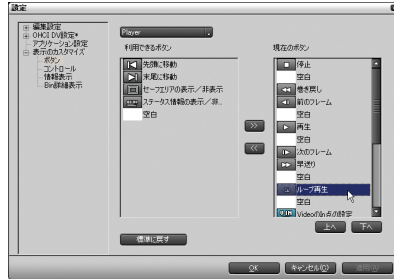 設定
編集設定
OHCI DV設定*
アプリケーション設定
表示のカスタマイズ
ボタン
コントロール
情報表示
Bin詳細表示
Player
利用できるボタン
先頭に移動
末尾に移動
セーフエリアの表示／非表示
ステータス情報の表示／非...
空白
>>
<<
現在のボタン
停止
空白
巻き戻し
前のフレーム
空白
再生
空白
次のフレーム
早送り
空白
ループ再生
空白
VideoのIn点の設定
上へ
下へ
標準に戻す
OK
キャンセル(C)
適用(A)